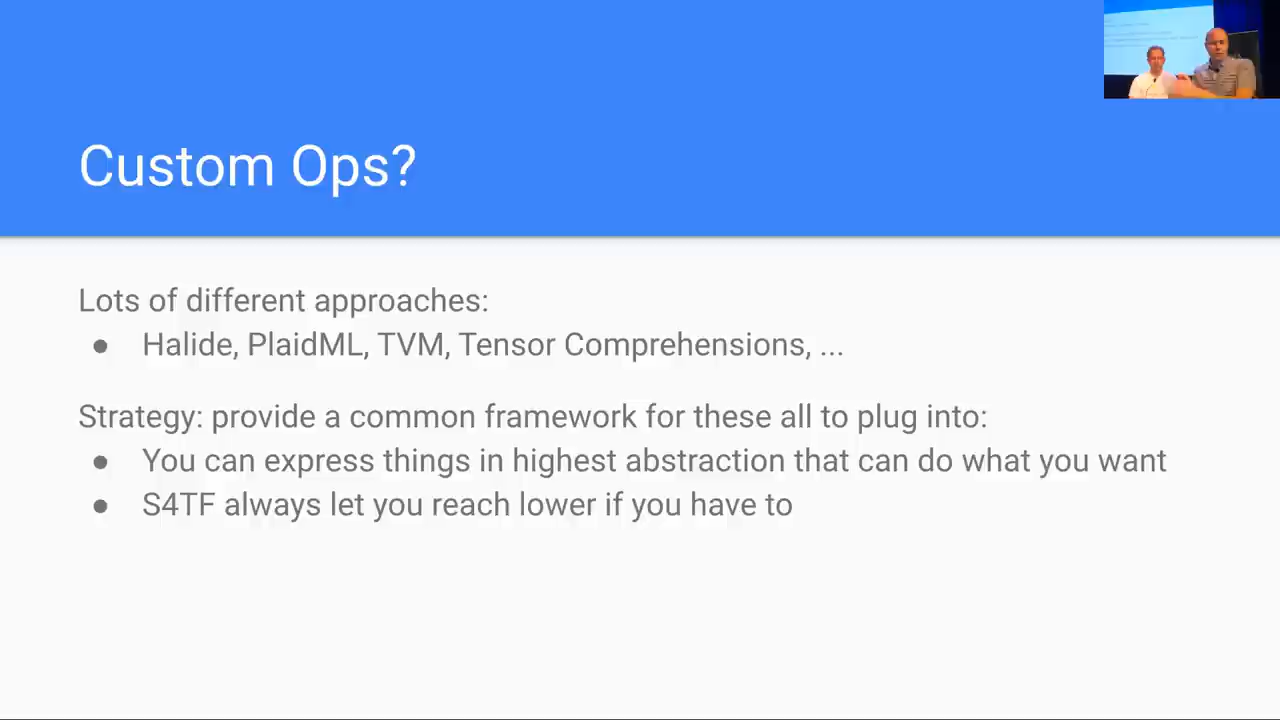 Custom Ops?
Lots of different approaches:
● Halide, PlaidML, TVM, Tensor Comprehensions, ...
Strategy: provide a common framework for these all to plug into:
● You can express things in highest abstraction that can do what you want
● S4TF always let you reach lower if you have to